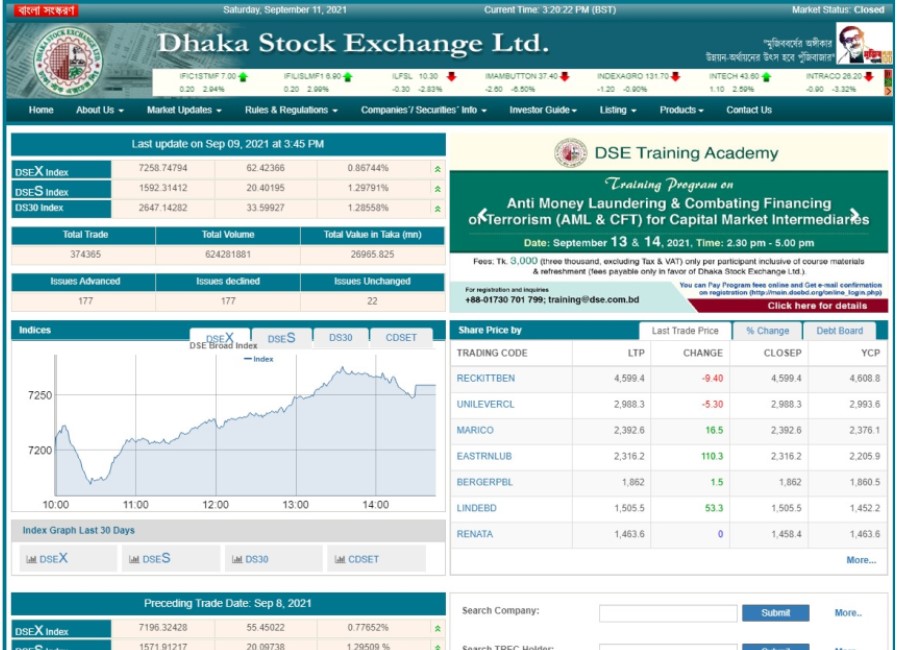 বাংলা সংস্করণ
Saturday, September 11, 2021
Current Time: 3:20:22 PM (BST)
Market Status: Closed
Dhaka Stock Exchange Ltd.
"মুজিববর্ষের অঙ্গীকার
উন্নয়ন-অর্থায়নের উৎস হবে পুঁজিবাজার"
IFIC1STMF 7.00 IFILISLMF1 6.90 ILFSL 10.30 IMAMBUTTON 37.40 INDEXAGRO 131.70 INTECH 43.60 INTRACO 26.20
0.20 2.94% 0.20 2.99% -0.30 -2.83% -2.60 -6.50% -1.20 -0.90% 1.10 2.59% -0.90 -3.32%
Home About Us Market Updates Rules & Regulations Companies'/ Securities' Info Investor Guide Listing Products Contact Us
Last update on Sep 09, 2021 at 3:45 PM
DSEX Index 7258.74794 62.42366 0.86744%
DSES Index 1592.31412 20.40195 1.29791%
DS30 Index 2647.14282 33.59927 1.28558%
Total Trade Total Volume Total Value in Taka (mn)
374365 624281881 26965.825
Issues Advanced Issues declined Issues Unchanged
177 177 22
DSE Training Academy
Training Program on
Anti Money Laundering & Combating Financing
of Terrorism (AML & CFT) for Capital Market Intermediaries
Date: September 13 & 14, 2021, Time: 2.30 pm - 5.00 pm
Fees: Tk. 3,000 (three thousand, excluding Tax & VAT) only per participant inclusive of course materials
& refreshment (fees payable only in favor of Dhaka Stock Exchange Ltd.).
For registration and inquiries
+88-01730 701 799; training@dse.com.bd
You can Pay Program fees online and Get e-mail confirmation
on registration (http://mein.dsebd.org/online_login.php)
Click here for details
Indices
DSEX DSES DS30 CDSET
DSE Broad Index
Index
7250
7200
10:00 11:00 12:00 13:00 14:00
Index Graph Last 30 Days
DSEX DSES DS30 CDSET
Share Price by Last Trade Price % Change Debt Board
TRADING CODE LTP CHANGE CLOSEP YCP
RECKITTBEN 4,599.4 -9.40 4,599.4 4,608.8
UNILEVERCL 2,988.3 -5.30 2,988.3 2,993.6
MARICO 2,392.6 16.5 2,392.6 2,376.1
EASTRNLUB 2,316.2 110.3 2,316.2 2,205.9
BERGERPBL 1,862 1.5 1,862 1,860.5
LINDEBD 1,505.5 53.3 1,505.5 1,452.2
RENATA 1,463.6 0 1,458.4 1,463.6
More...
Preceding Trade Date: Sep 8, 2021
DSEX Index 7196.32428 55.45022 0.77652%
DSES Index 1571.91217 20.09738 1.29509 %
Search Company: Submit More..
Search TREC Holder: